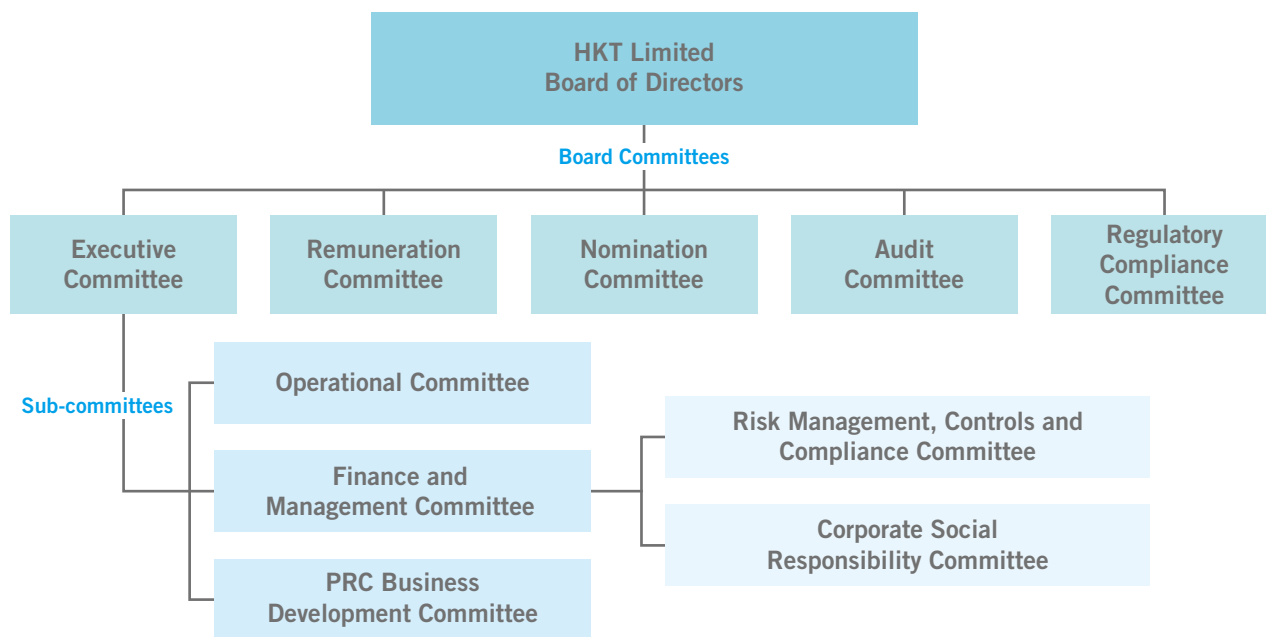 HKT Limited
Board of Directors
Board Committees
Executive
Committee
Remuneration
Committee
Nomination
Committee
Audit
Committee
Regulatory
Compliance
Committee
Sub-committees
Operational Committee
Finance and
Management Committee
PRC Business
Development Committee
Risk Management, Controls and
Compliance Committee
Corporate Social
Responsibility Committee